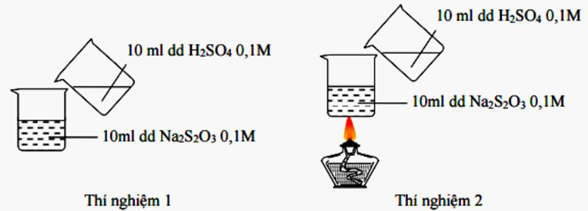 10 ml dd H₂SO₄ 0,1M
10ml dd Na₂S₂O₃ 0,1M
Thí nghiệm 1
10 ml dd H₂SO₄ 0,1M
10ml dd Na₂S₂O₃ 0,1M
Thí nghiệm 2